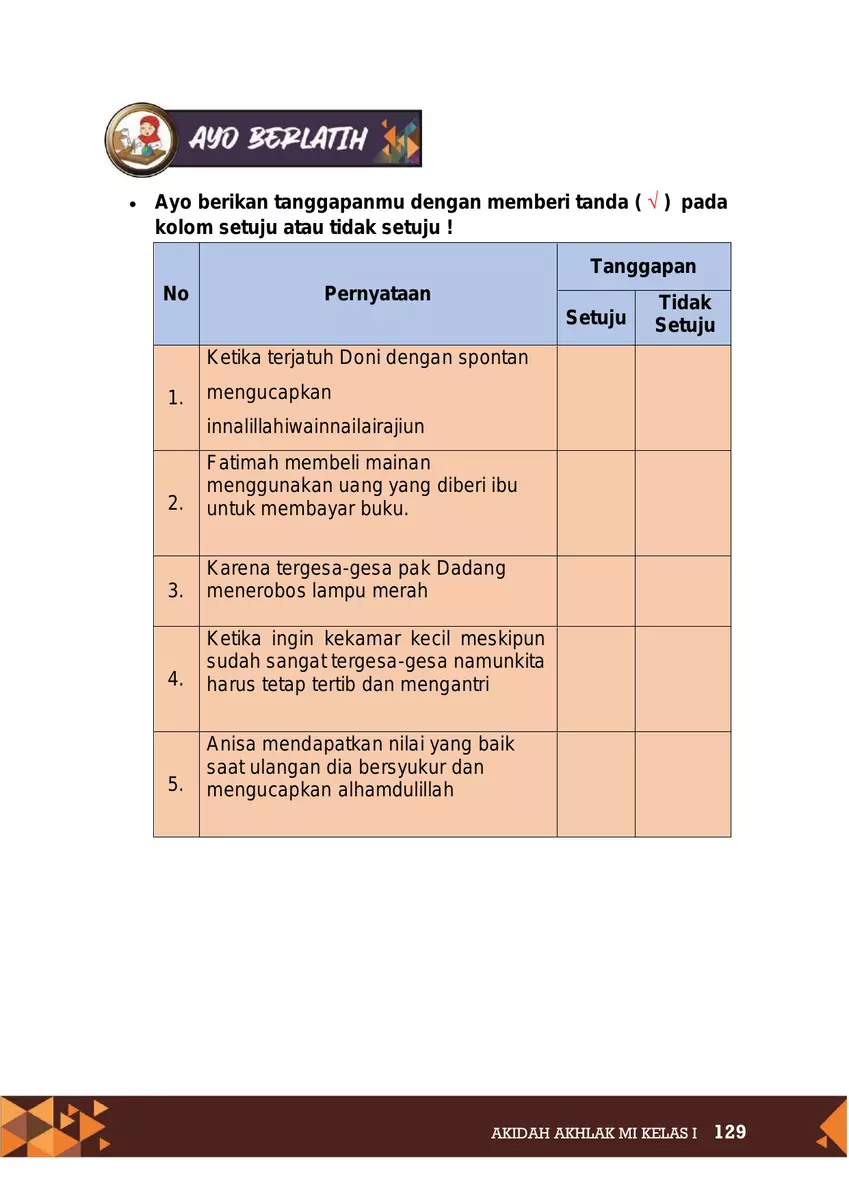 AYO BERLATIH
• Ayo berikan tanggapanmu dengan memberi tanda ( √ ) pada
kolom setuju atau tidak setuju !
No
Pernyataan
Tanggapan
Setuju
Tidak
Setuju
1.
Ketika terjatuh Doni dengan spontan
mengucapkan
innalillahiwainnailairajiun
2.
Fatimah membeli mainan
menggunakan uang yang diberi ibu
untuk membayar buku.
3.
Karena tergesa-gesa pak Dadang
menerobos lampu merah
4.
Ketika ingin kekamar kecil meskipun
sudah sangat tergesa-gesa namunkita
harus tetap tertib dan mengantri
5.
Anisa mendapatkan nilai yang baik
saat ulangan dia bersyukur dan
mengucapkan alhamdulillah
AKIDAH AKHLAK MI KELAS I 129